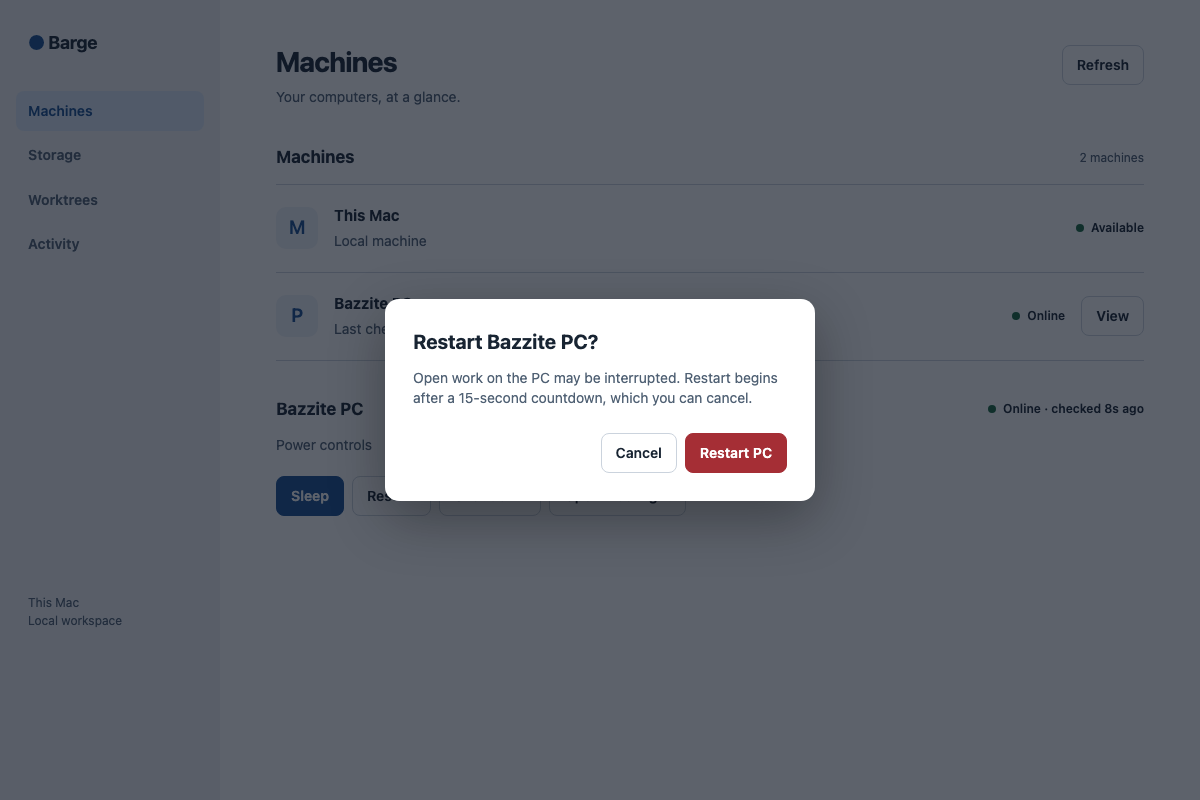 Barge
Machines
Storage
Worktrees
Activity
This Mac
Local workspace
Machines
Your computers, at a glance.
Refresh
Machines
2 machines
M
This Mac
Local machine
Available
P
Bazzite
Last
Online
View
Bazzite PC
Online · checked 8s ago
Power controls
Sleep
Restart Bazzite PC?
Open work on the PC may be interrupted. Restart begins
after a 15-second countdown, which you can cancel.
Cancel
Restart PC